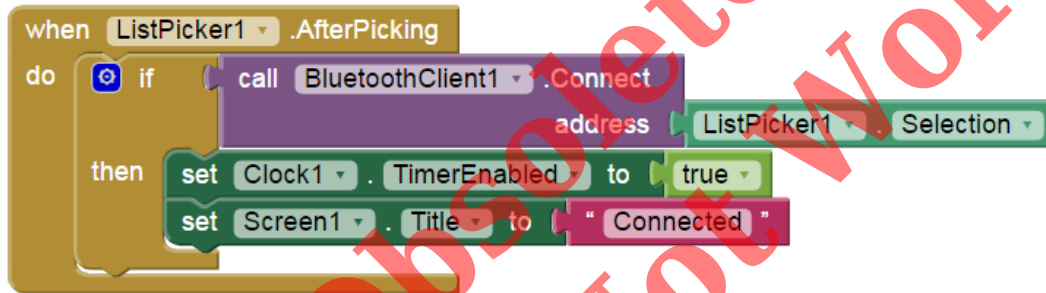 when ListPicker1 .AfterPicking
do if call BluetoothClient1 .Connect
address ListPicker1 . Selection
then set Clock1 . TimerEnabled to true
set Screen1 . Title to " Connected "
Obsolete
Not Wor